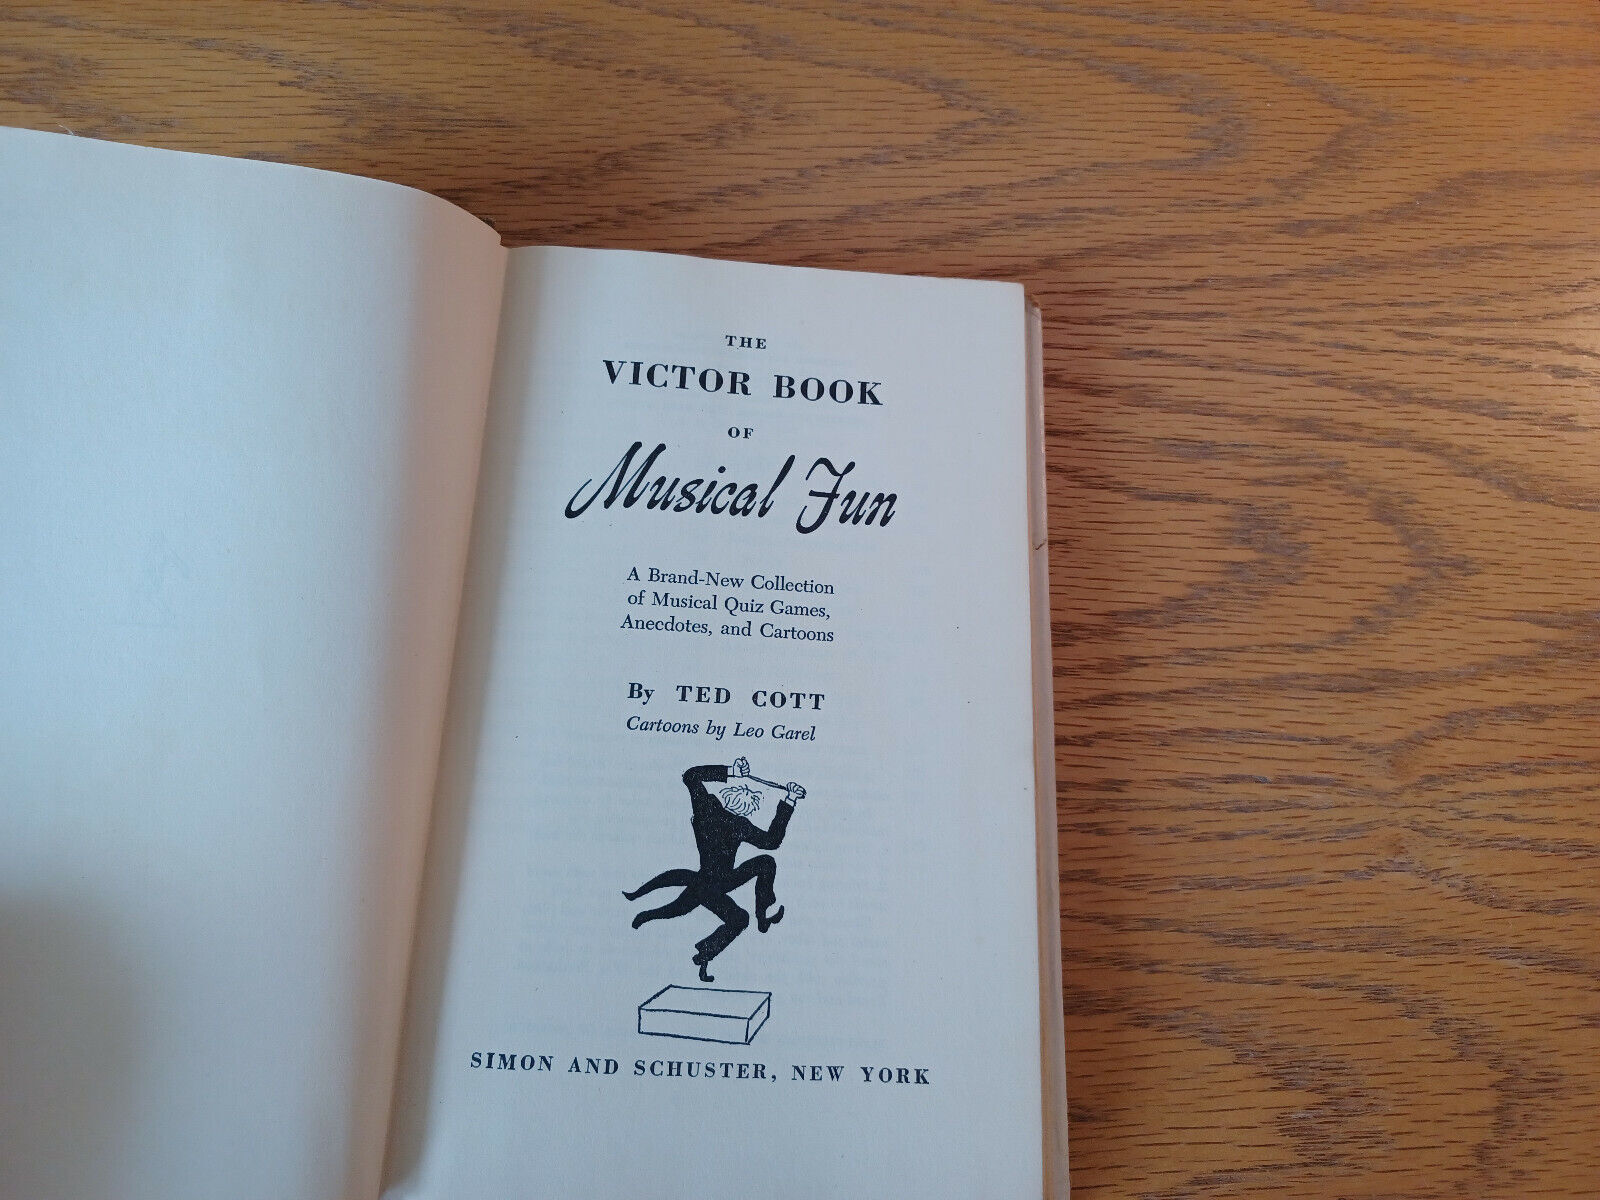 THE
VICTOR BOOK
OF
Musical Fun
A Brand-New Collection
of Musical Quiz Games,
Anecdotes, and Cartoons
By TED COTT
Cartoons by Leo Garel
SIMON AND SCHUSTER, NEW YORK